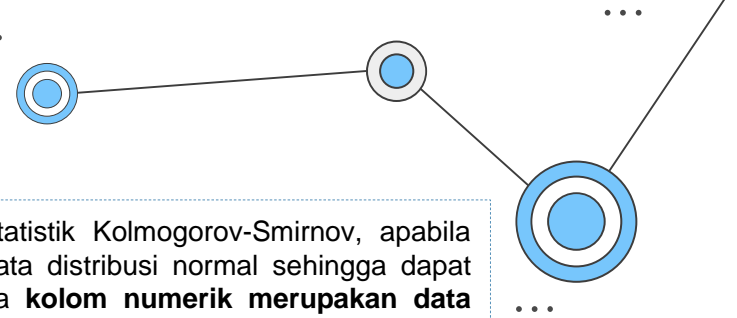 tatistik Kolmogorov-Smirnov, apabila
ata distribusi normal sehingga dapat
a kolom numerik merupakan data